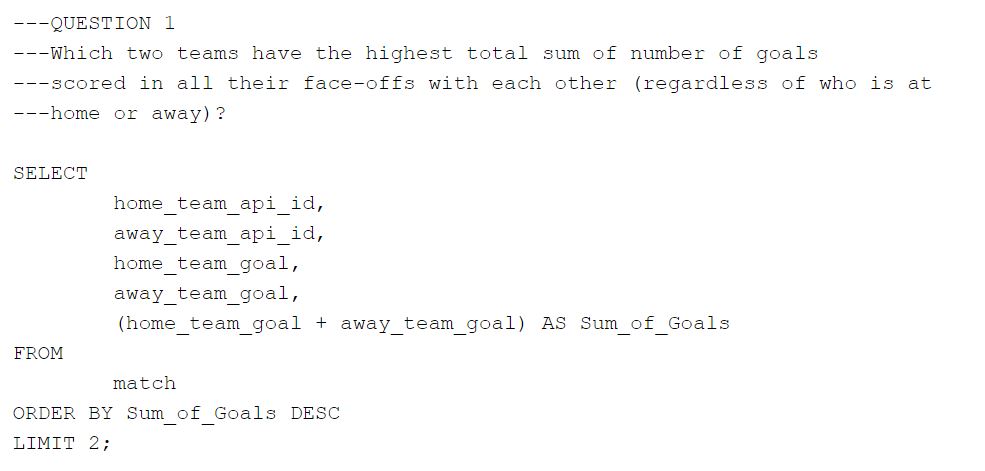 ---QUESTION 1
---Which two teams have the highest total sum of number of goals
---scored in all their face-offs with each other (regardless of who is at
---home or away)?
SELECT
home_team_api_id,
away_team_api_id,
home_team_goal,
away_team_goal,
(home_team_goal + away_team_goal) AS Sum_of_Goals
FROM
match
ORDER BY Sum_of_Goals DESC
LIMIT 2;